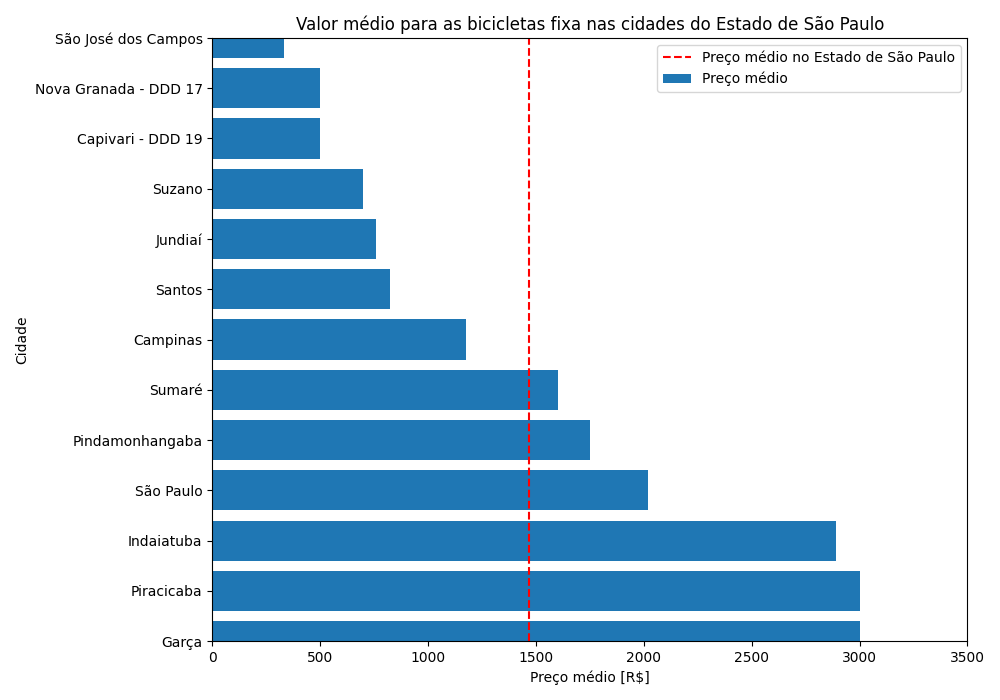 Valor médio para as bicicletas fixa nas cidades do Estado de São Paulo
Preço médio no Estado de São Paulo
Preço médio
Cidade
São José dos Campos
Nova Granada - DDD 17
Capivari - DDD 19
Suzano
Jundiaí
Santos
Campinas
Sumaré
Pindamonhangaba
São Paulo
Indaiatuba
Piracicaba
Garça
0 500 1000 1500 2000 2500 3000 3500
Preço médio [R$]